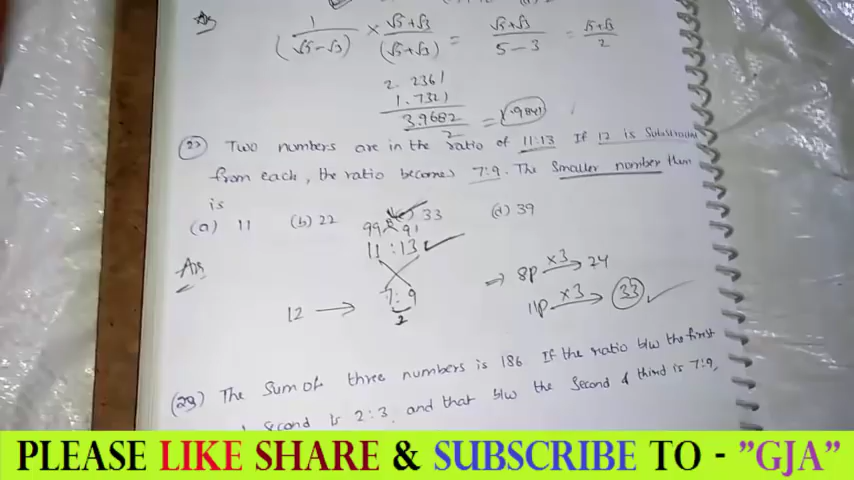 Ans
1/(√5-√3) × (√5+√3)/(√5+√3) = (√5+√3)/(5-3) = (√5+√3)/2
2.2361
1.7321
3.9682/2 = 1.9841
(22) Two numbers are in the ratio of 11:13 If 12 is
from each, the ratio becomes 7:9. The smaller number then
is
(a) 11 (b) 22 33 (d) 39
99 91
11:13
Ans
12 → 7:9
2
⇒ 8p ×3→ 24
11p ×3→ 33
The Sum of three numbers is 186 If the ratio b/w the first
second is 2:3. and that b/w the second & third is 7:9,
PLEASE LIKE SHARE & SUBSCRIBE TO - "GJA"